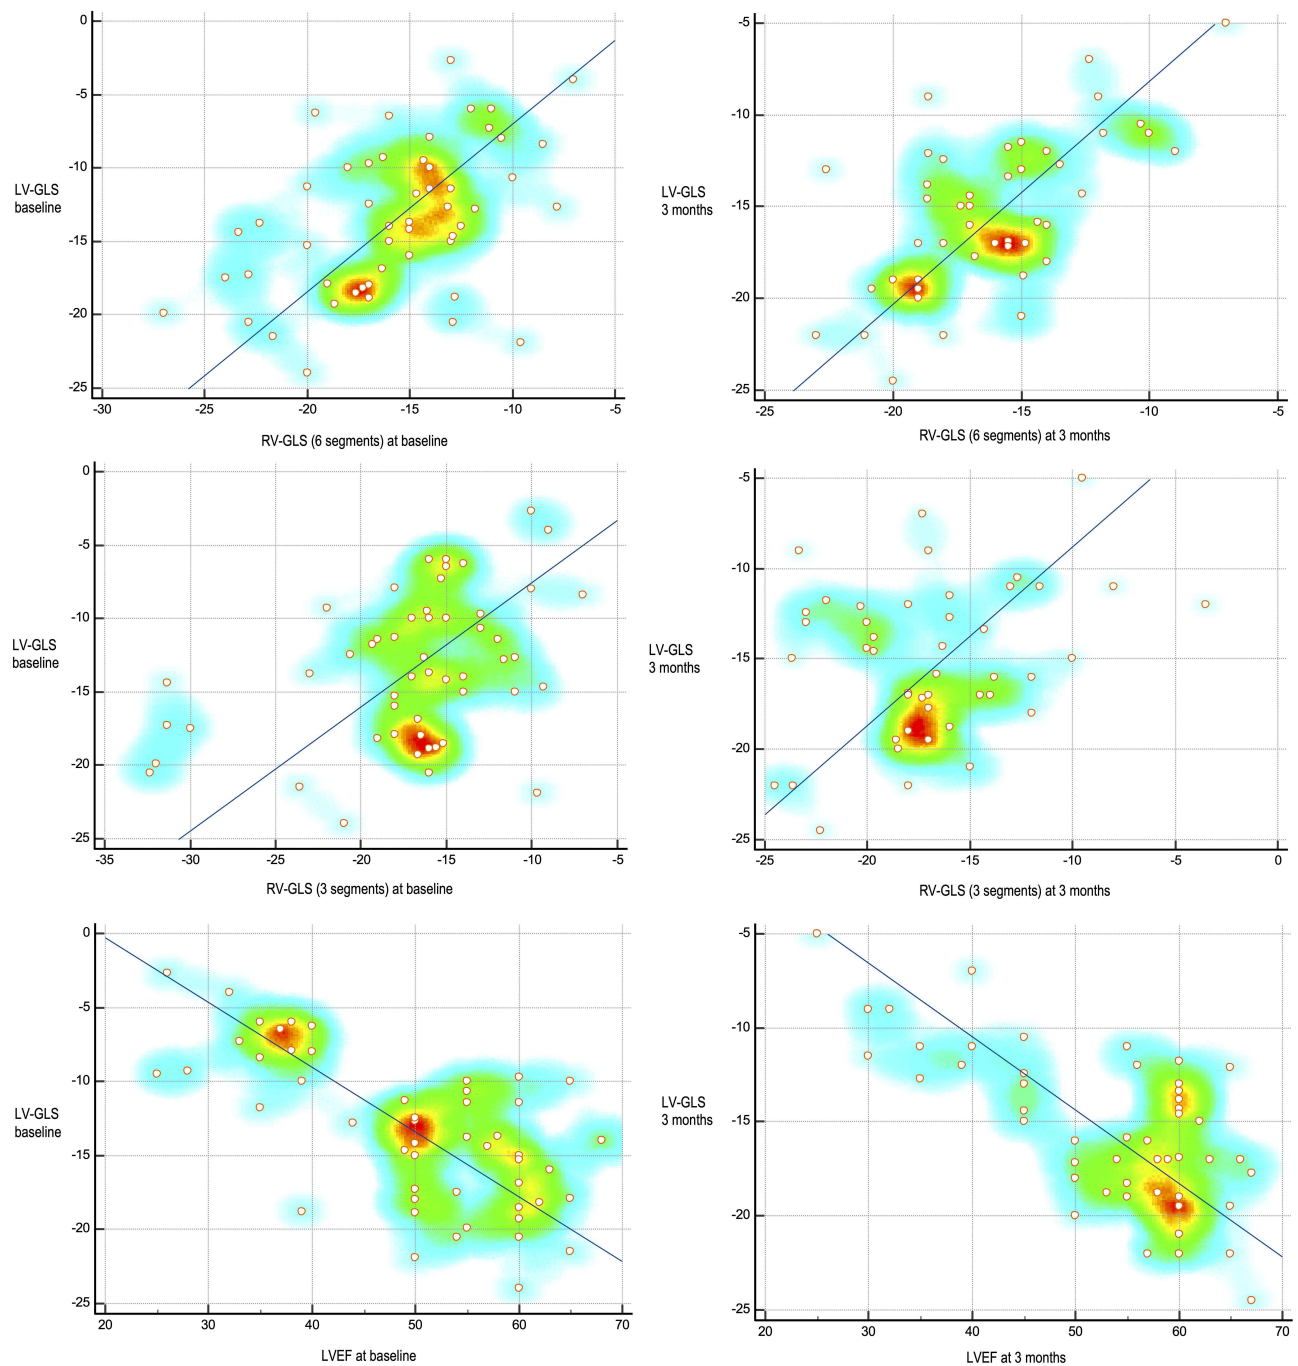 0
-5
-10
LV-GLS
baseline
-15
-20
-25
-30 -25 -20 -15 -10 -5
RV-GLS (6 segments) at baseline
-5
-10
LV-GLS
3 months
-15
-20
-25
-25 -20 -15 -10 -5
RV-GLS (6 segments) at 3 months
0
-5
-10
LV-GLS
baseline
-15
-20
-25
-35 -30 -25 -20 -15 -10 -5
RV-GLS (3 segments) at baseline
-5
-10
LV-GLS
3 months
-15
-20
-25
-25 -20 -15 -10 -5 0
RV-GLS (3 segments) at 3 months
0
-5
-10
LV-GLS
baseline
-15
-20
-25
20 30 40 50 60 70
LVEF at baseline
-5
-10
LV-GLS
3 months
-15
-20
-25
20 30 40 50 60 70
LVEF at 3 months